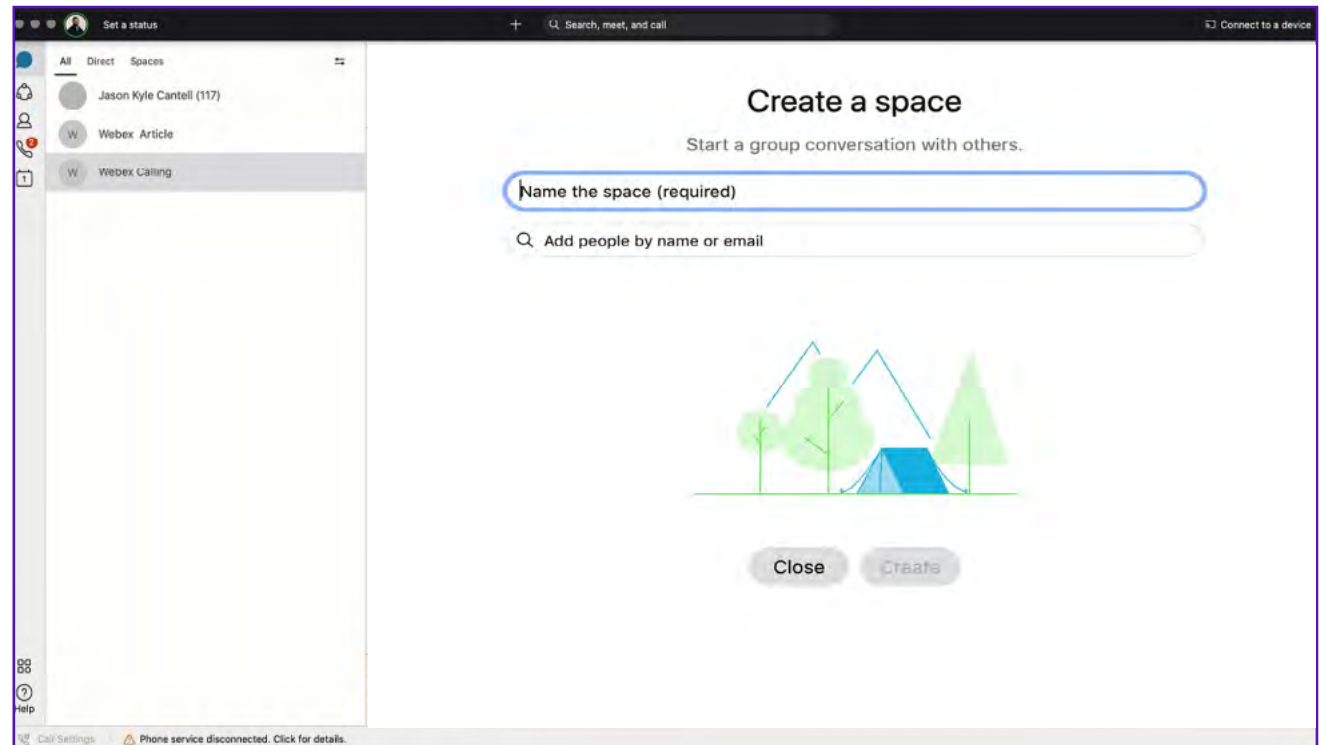 Set a status
Search, meet, and call
Connect to a device
All Direct Spaces
Jason Kyle Cantell (117)
W Webex Article
W Webex Calling
2
1
Create a space
Start a group conversation with others.
Name the space (required)
Add people by name or email
Close Create
Help
Call Settings Phone service disconnected. Click for details.